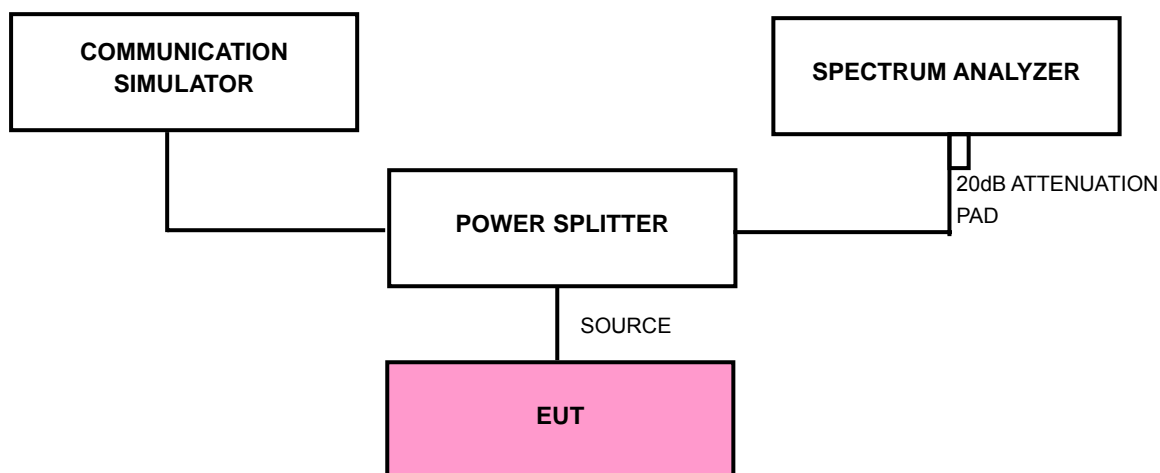 COMMUNICATION
SIMULATOR
SPECTRUM ANALYZER
20dB ATTENUATION
PAD
POWER SPLITTER
SOURCE
EUT